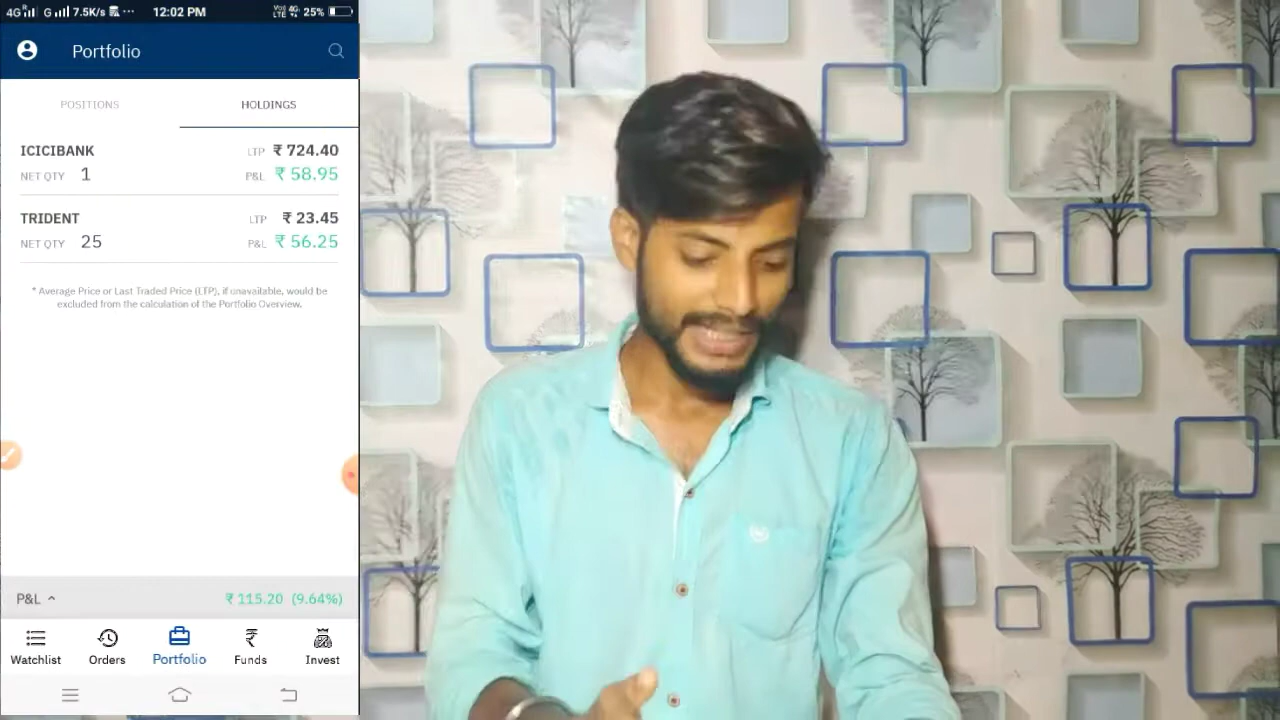 4G R G 7.5K/s ··· 12:02 PM VoLTE 4G 25%
Portfolio
POSITIONS HOLDINGS
ICICIBANK LTP ₹ 724.40
NET QTY 1 P&L ₹ 58.95
TRIDENT LTP ₹ 23.45
NET QTY 25 P&L ₹ 56.25
* Average Price or Last Traded Price (LTP), if unavailable, would be
excluded from the calculation of the Portfolio Overview.
P&L ₹ 115.20 (9.64%)
Watchlist Orders Portfolio Funds Invest